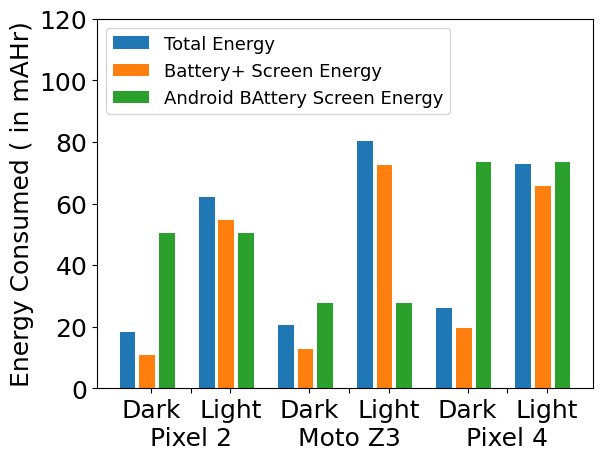 Energy Consumed ( in mAHr)
120
100
80
60
40
20
0
Total Energy
Battery+ Screen Energy
Android BAttery Screen Energy
Dark Light Dark Light Dark Light
Pixel 2 Moto Z3 Pixel 4